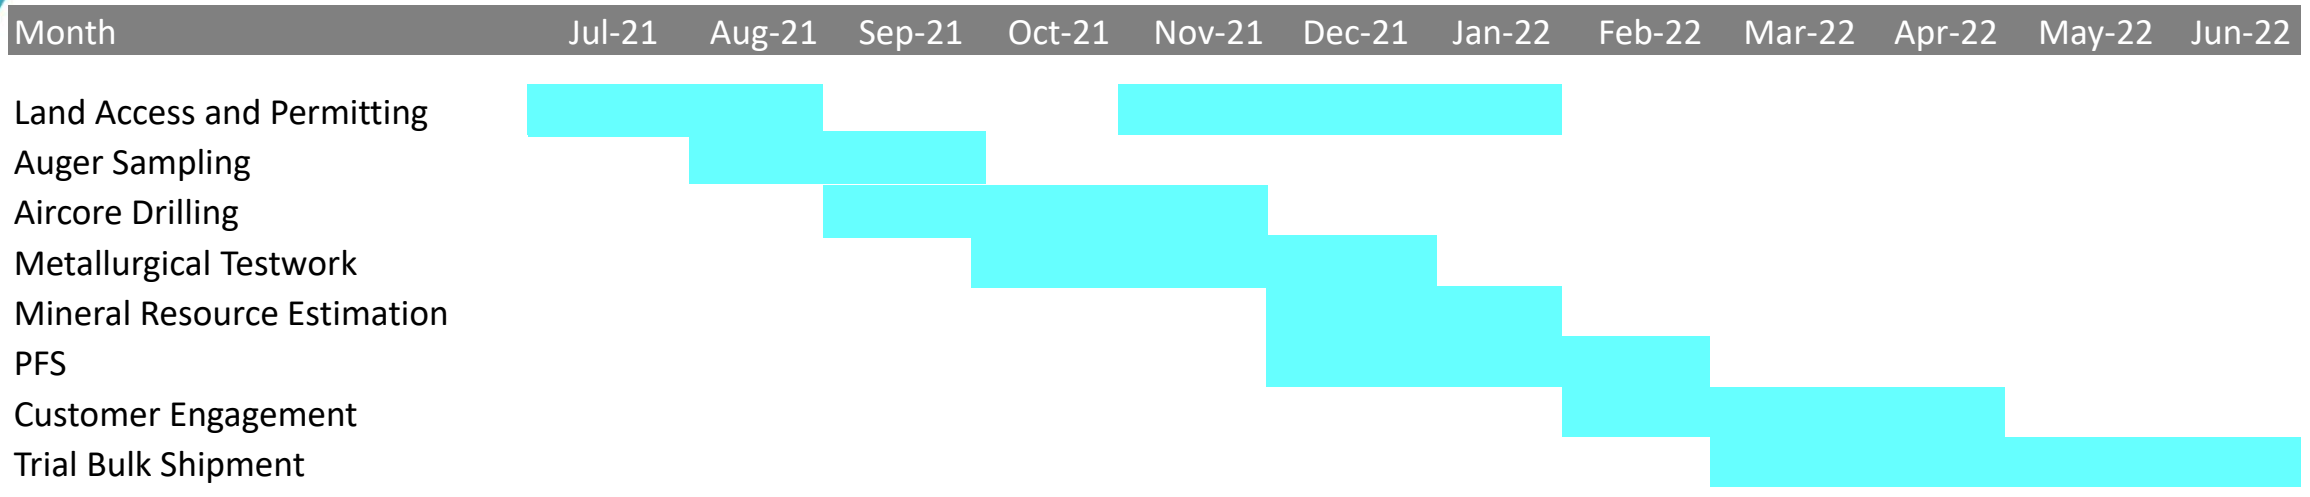 Month Jul-21 Aug-21 Sep-21 Oct-21 Nov-21 Dec-21 Jan-22 Feb-22 Mar-22 Apr-22 May-22 Jun-22
Land Access and Permitting
Auger Sampling
Aircore Drilling
Metallurgical Testwork
Mineral Resource Estimation
PFS
Customer Engagement
Trial Bulk Shipment